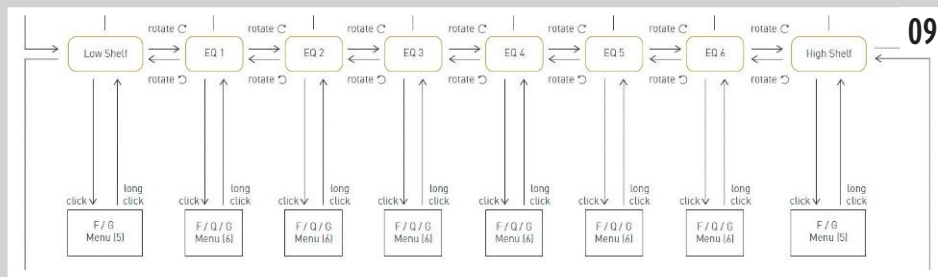 09
rotate rotate rotate rotate rotate rotate rotate
Low Shelf EQ 1 EQ 2 EQ 3 EQ 4 EQ 5 EQ 6 High Shelf
rotate rotate rotate rotate rotate rotate rotate
long long long long long long long long
click click click click click click click click click click click click click click click click
F / G F / Q / G F / Q / G F / Q / G F / Q / G F / Q / G F / Q / G F / G
Menu (5) Menu (6) Menu (6) Menu (6) Menu (6) Menu (6) Menu (6) Menu (5)